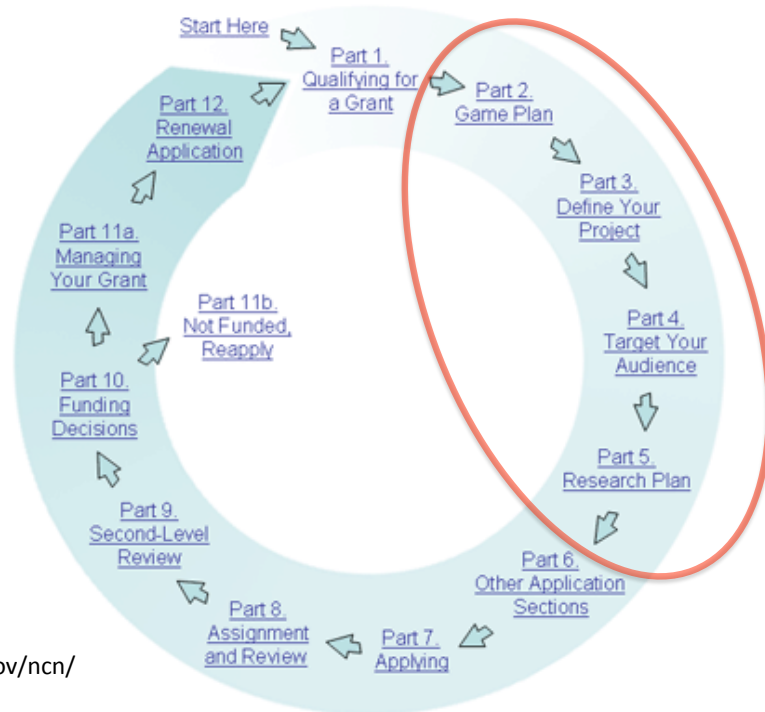 Start Here
Part 1.
Qualifying for
a Grant
Part 2.
Game Plan
Part 3.
Define Your
Project
Part 4.
Target Your
Audience
Part 5.
Research Plan
Part 6.
Other Application
Sections
Part 7.
Applying
Part 8.
Assignment
and Review
Part 9.
Second-Level
Review
Part 10.
Funding
Decisions
Part 11a.
Managing
Your Grant
Part 11b.
Not Funded,
Reapply
Part 12.
Renewal
Application
ov/ncn/